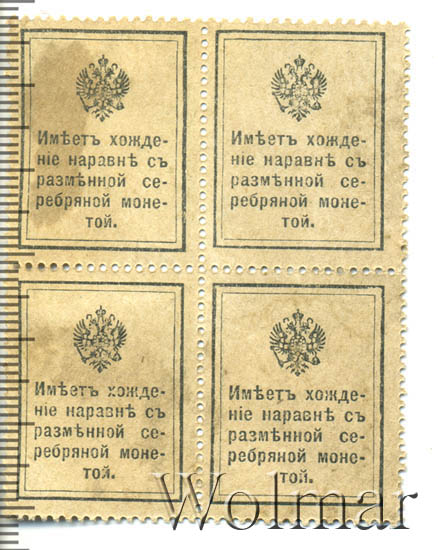 Имѣетъ хожде-
ніе наравнѣ съ
размѣнной се-
ребряной моне-
той.
Имѣетъ хожде-
ніе наравнѣ съ
размѣнной се-
ребряной моне-
той.
Имѣетъ хожде-
ніе наравнѣ съ
размѣнной се-
ребряной моне-
той.
Имѣетъ хожде-
ніе наравнѣ съ
размѣнной се-
ребряной моне-
той.
Wolmar